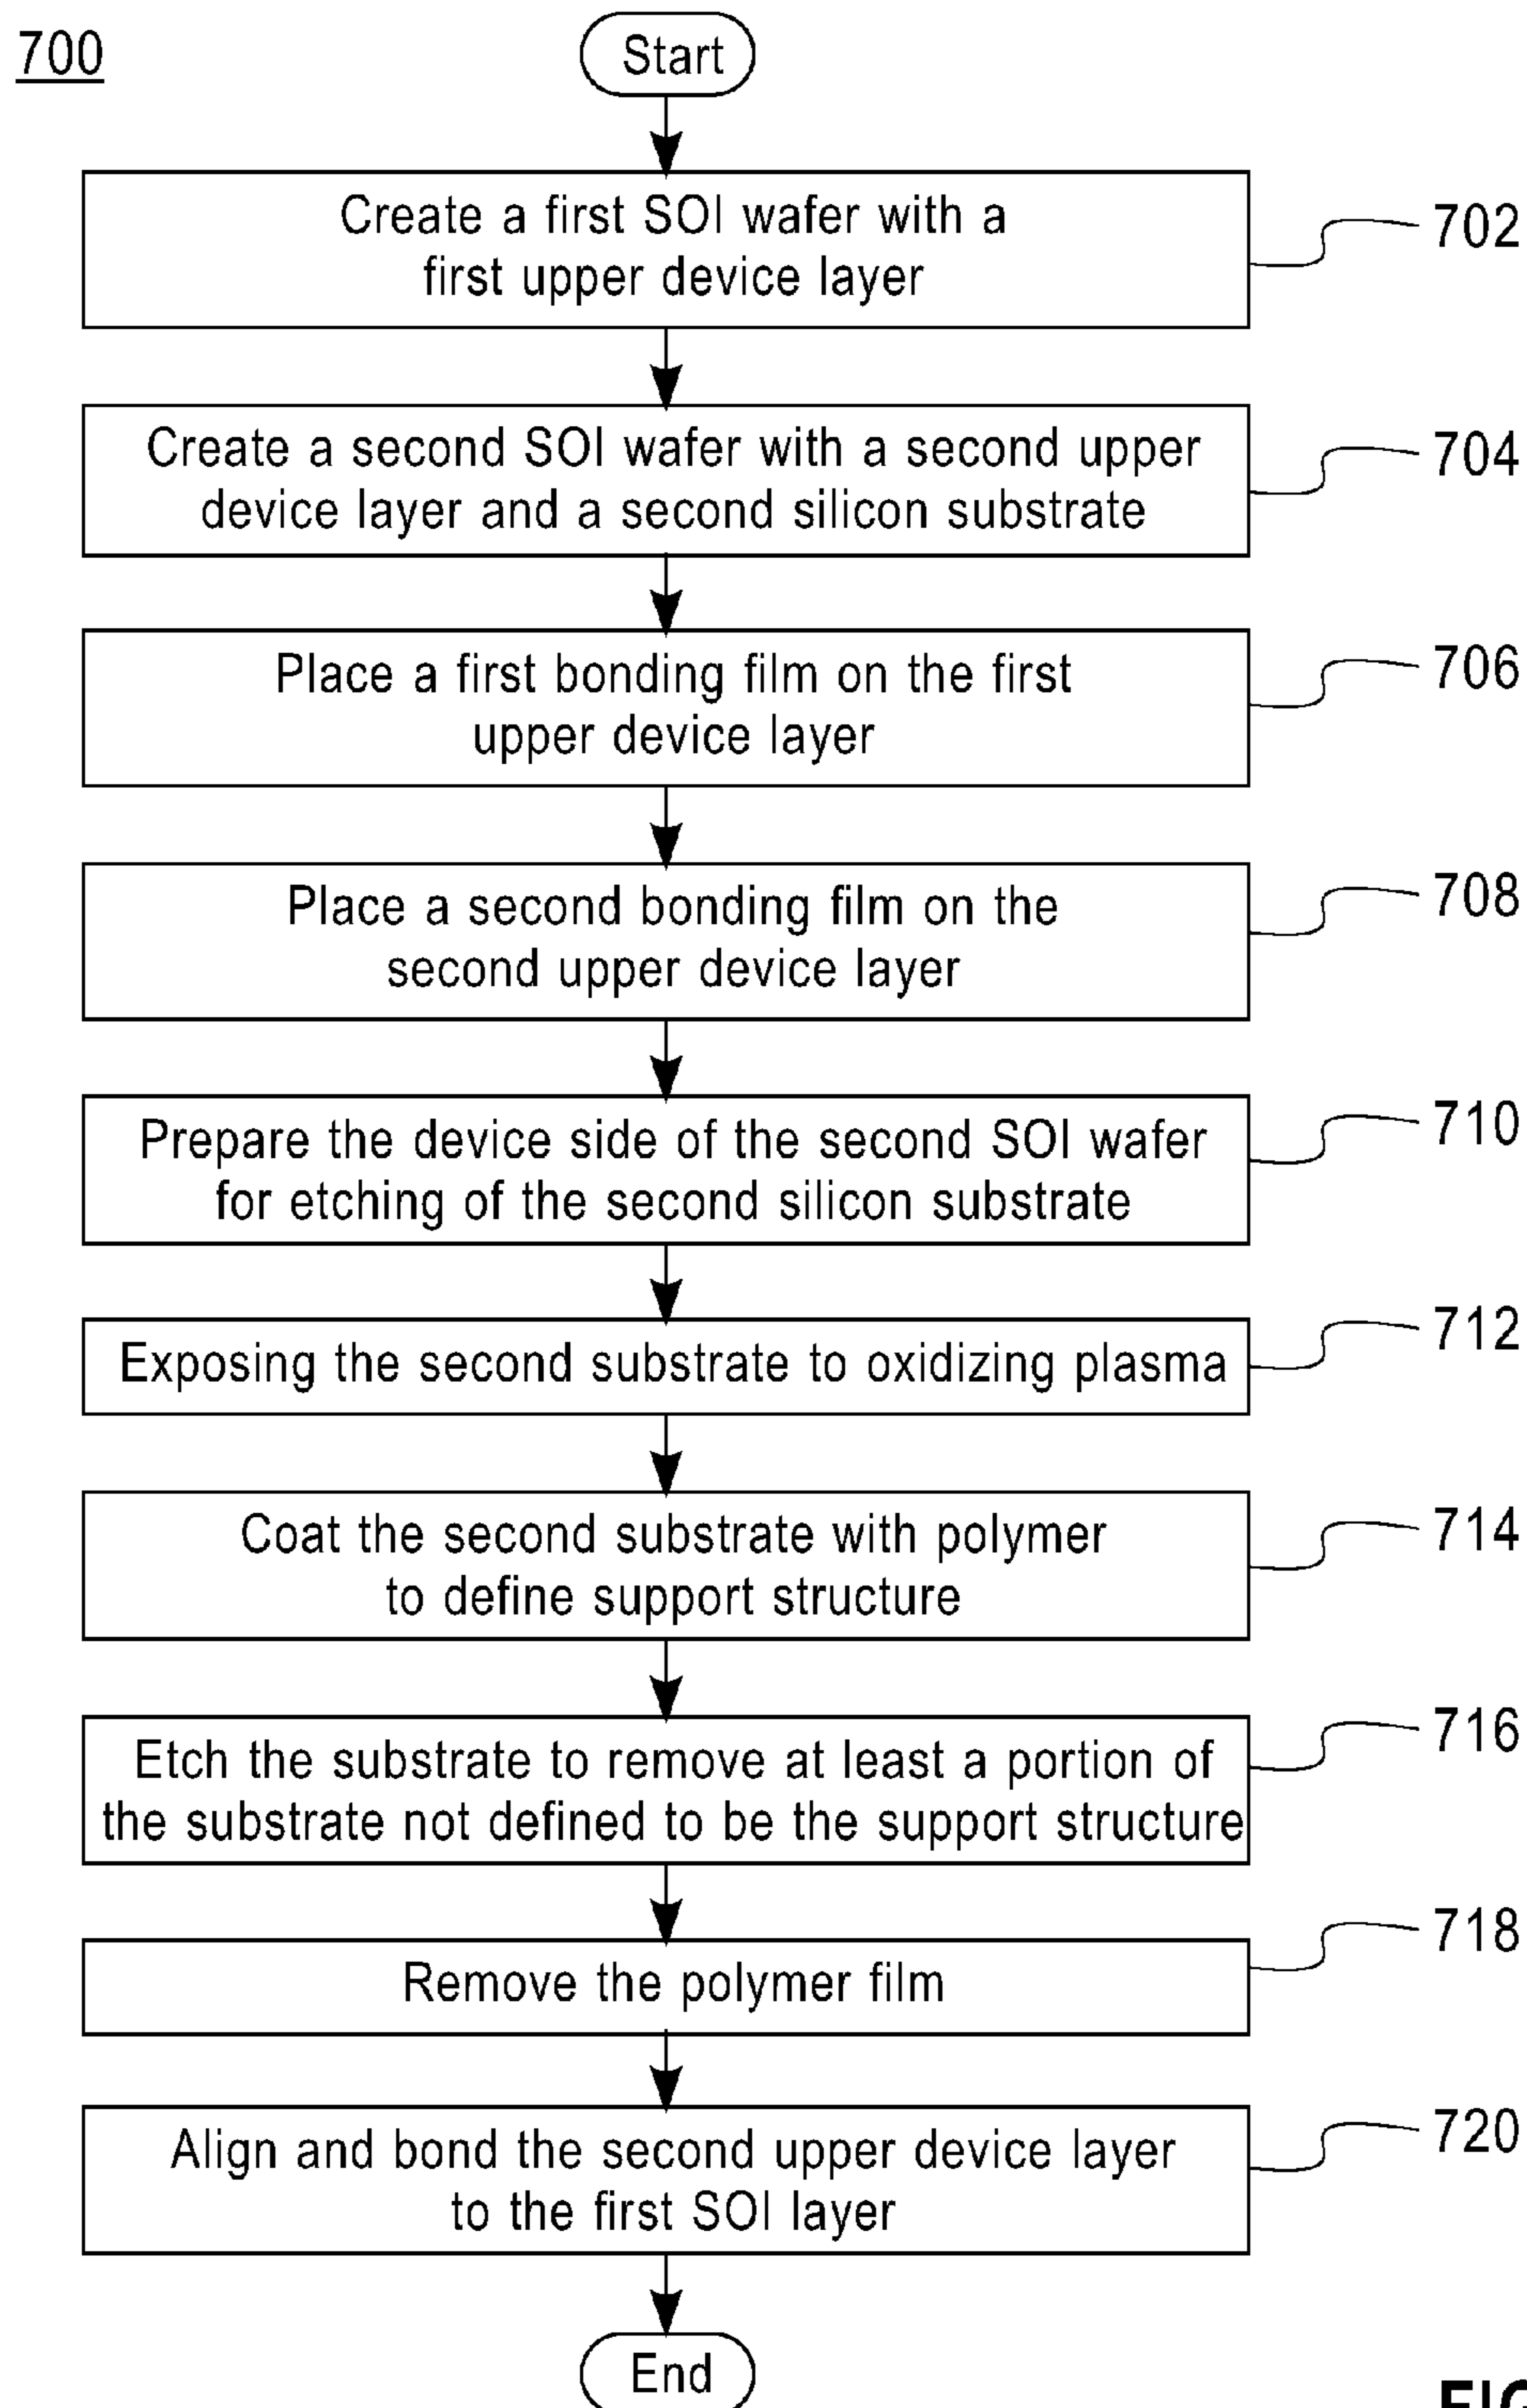 700
Start
Create a first SOI wafer with a
first upper device layer
702
Create a second SOI wafer with a second upper
device layer and a second silicon substrate
704
Place a first bonding film on the first
upper device layer
706
Place a second bonding film on the
second upper device layer
708
Prepare the device side of the second SOI wafer
for etching of the second silicon substrate
710
Exposing the second substrate to oxidizing plasma
712
Coat the second substrate with polymer
to define support structure
714
Etch the substrate to remove at least a portion of
the substrate not defined to be the support structure
716
Remove the polymer film
718
Align and bond the second upper device layer
to the first SOI layer
720
End